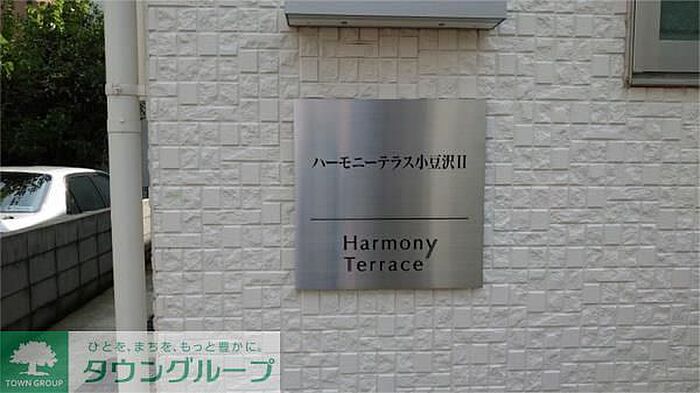 ハーモニーテラス小豆沢II
Harmony
Terrace
ひとを、まちを、もっと豊かに。
タウングループ
TOWN GROUP